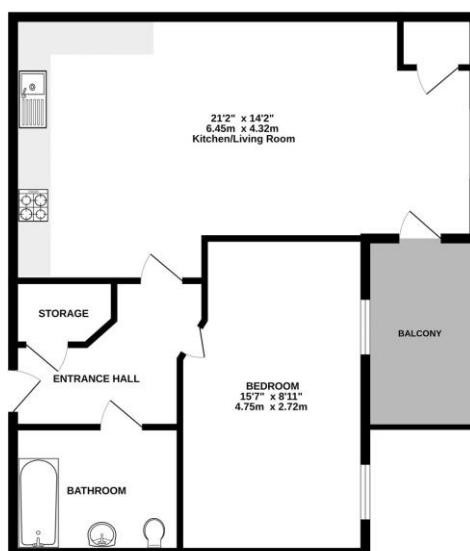 21'2" x 14'2"
6.45m x 4.32m
Kitchen/Living Room
STORAGE
BALCONY
ENTRANCE HALL
BEDROOM
15'7" x 8'11"
4.75m x 2.72m
BATHROOM